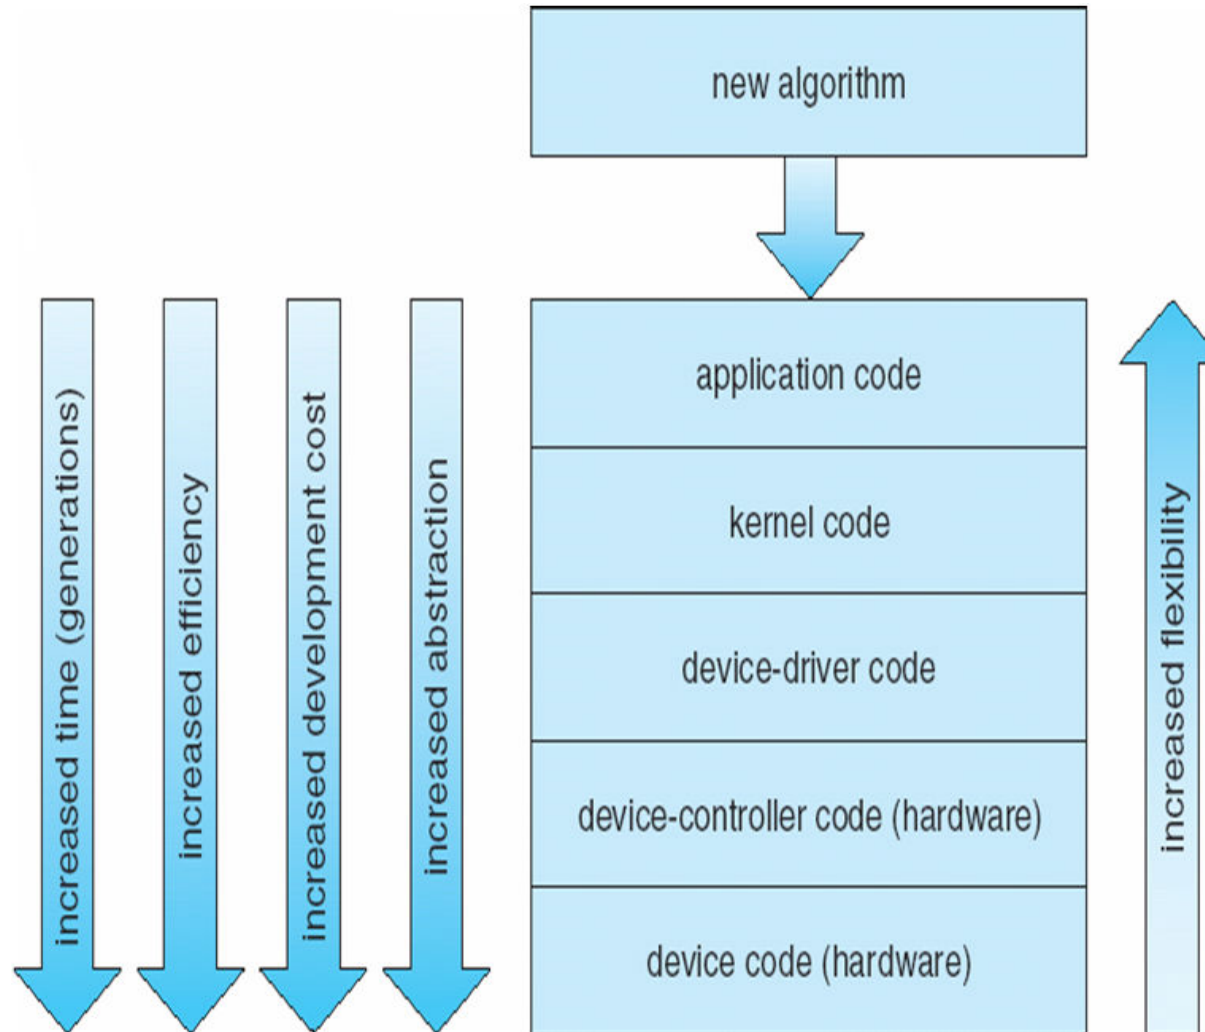 new algorithm
increased time (generations)
increased efficiency
increased development cost
increased abstraction
application code
kernel code
device-driver code
device-controller code (hardware)
device code (hardware)
increased flexibility